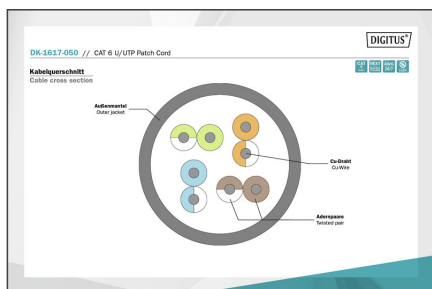 DIGITUS®
DK-1617-050 // CAT 6 U/UTP Patch Cord
Kabelquerschnitt
Cable cross section
Außenmantel
Outer jacket
Cu-Draht
Cu-Wire
Adernpaare
Twisted pair